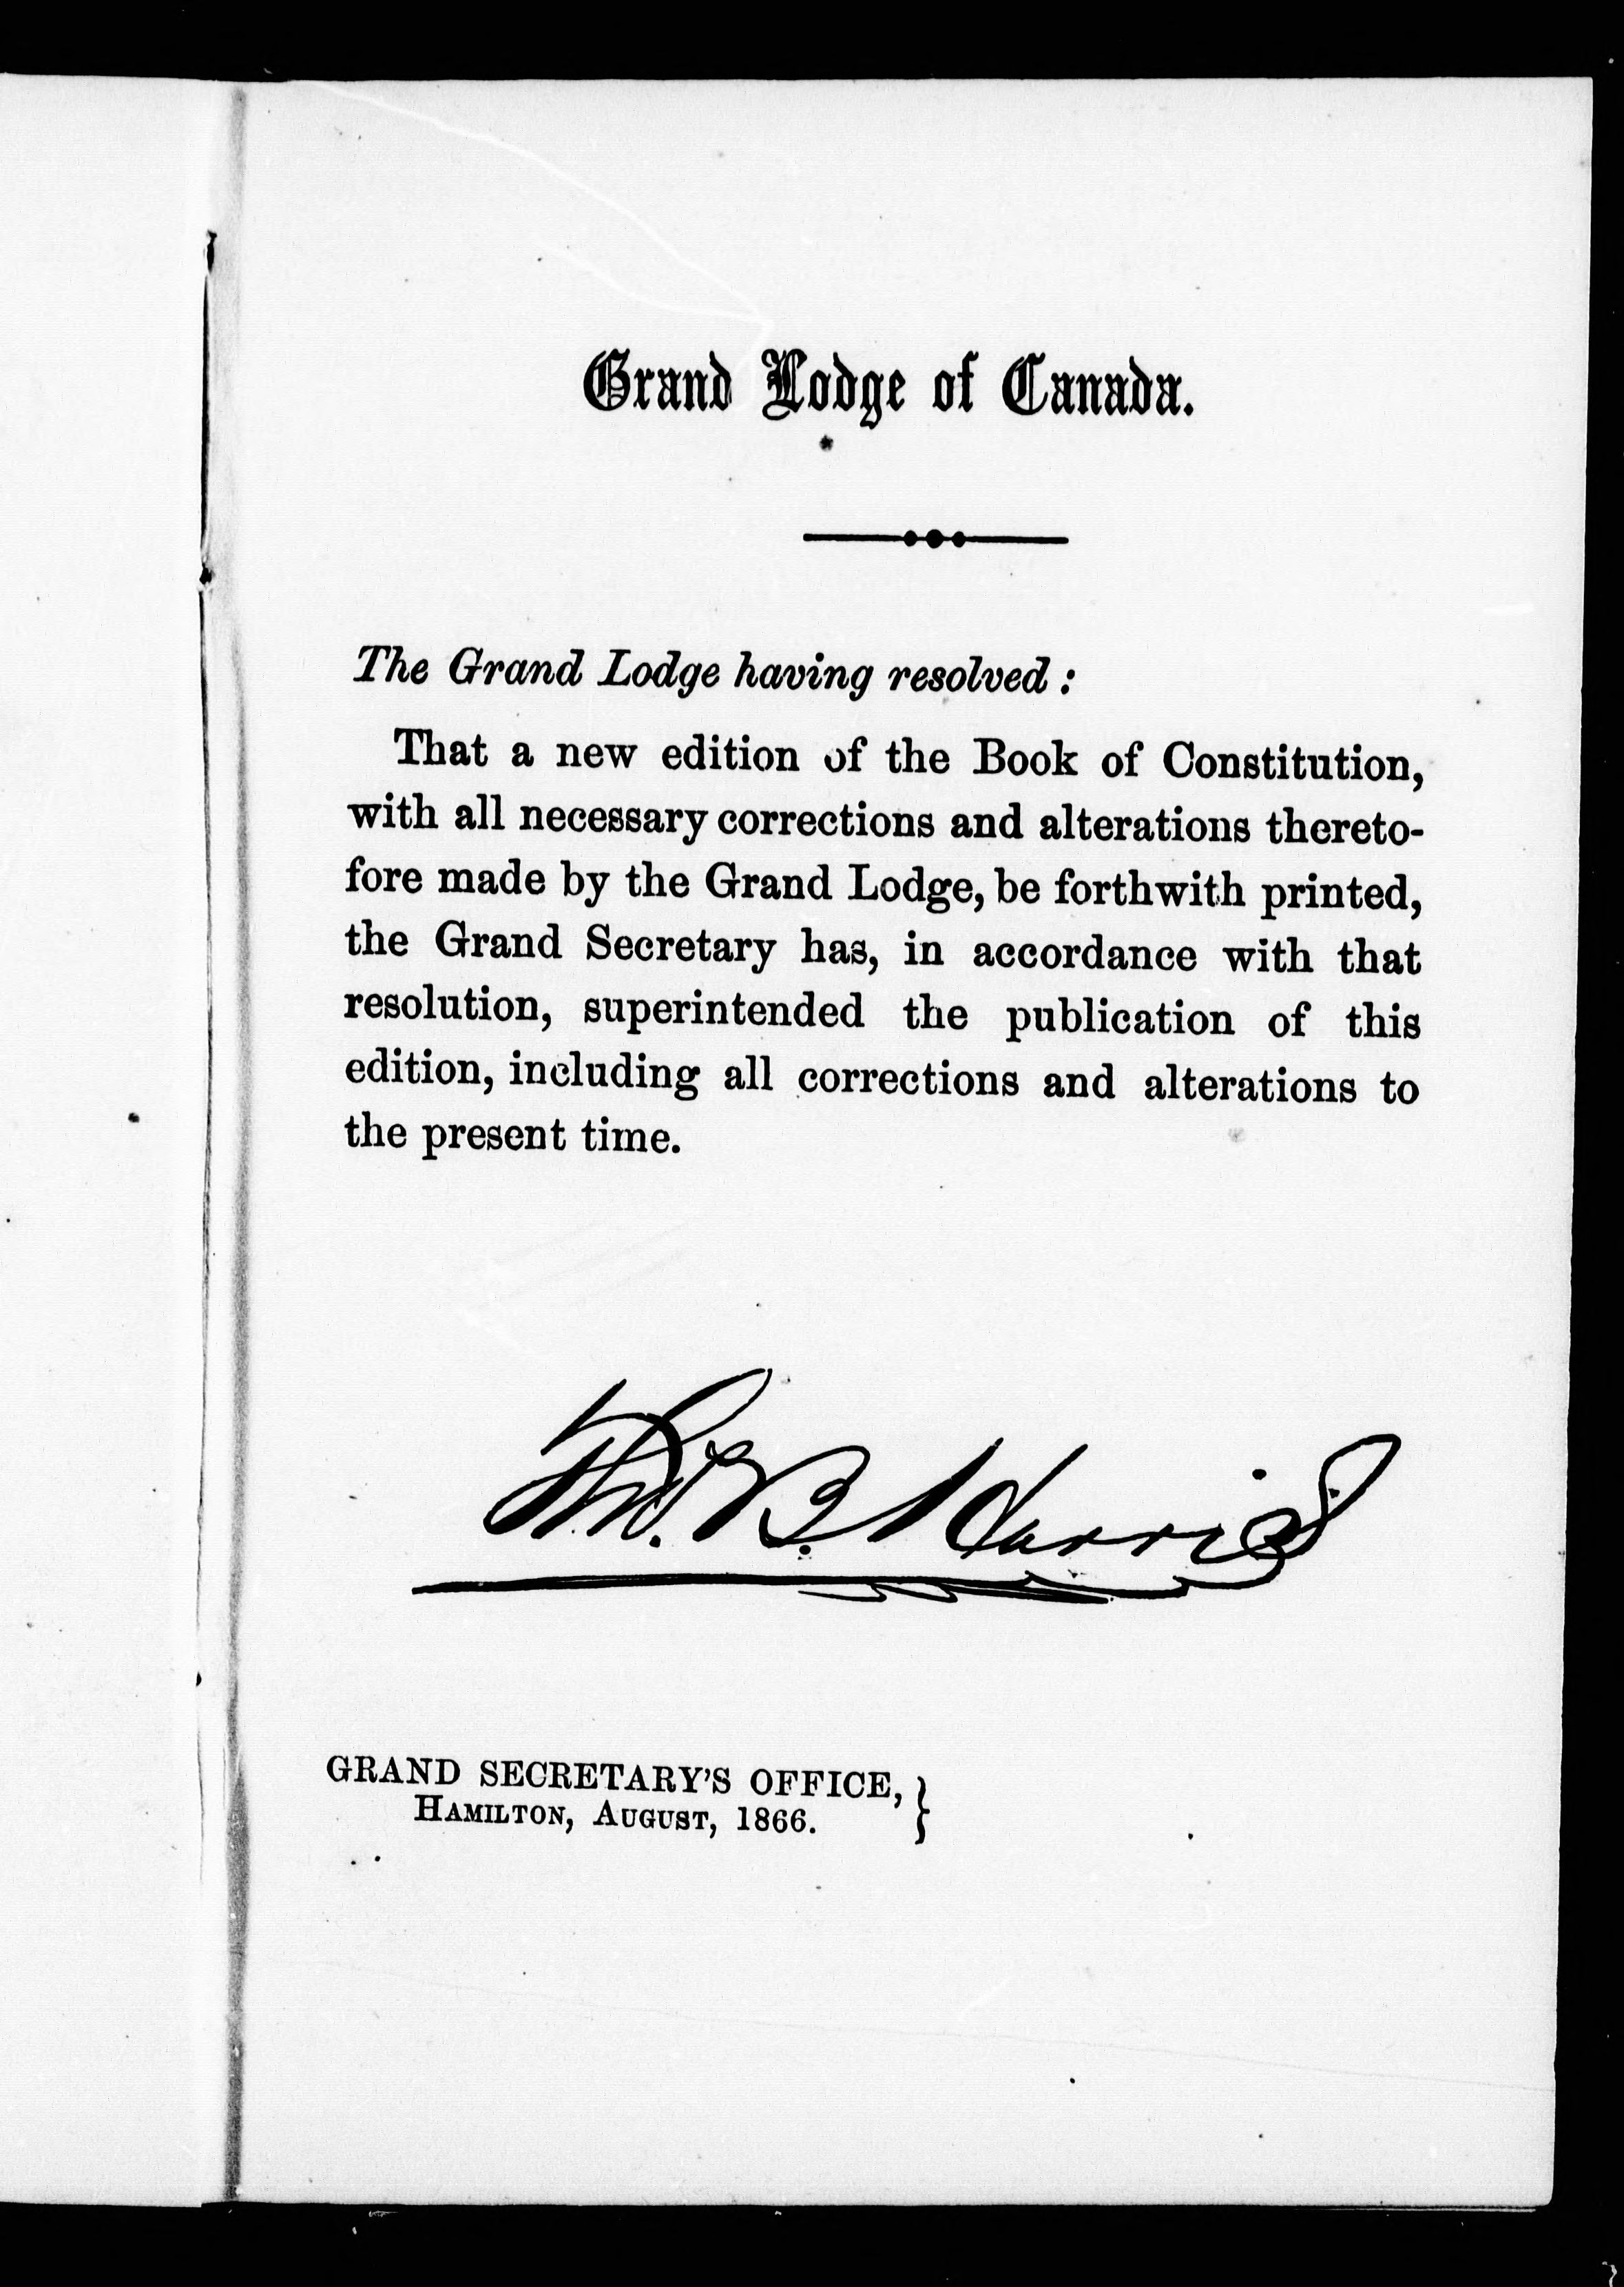 Grand Lodge of Canada.
The Grand Lodge having resolved :
That a new edition of the Book of Constitution,
with all necessary corrections and alterations thereto-
fore made by the Grand Lodge, be forthwith printed,
the Grand Secretary has, in accordance with that
resolution, superintended the publication of this
edition, including all corrections and alterations to
the present time.
Thos. B. Harris
GRAND SECRETARY'S OFFICE, }
HAMILTON, AUGUST, 1866.